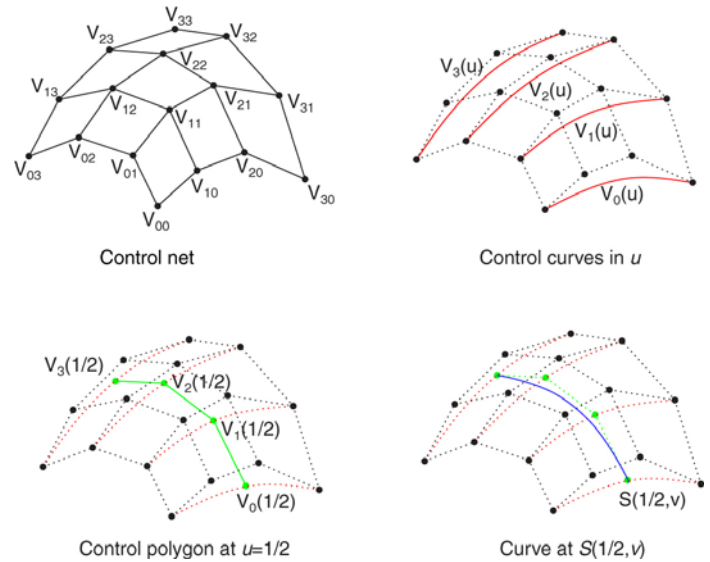 V33
V23
V32
V22
V13
V12
V21
V31
V11
V02
V03
V01
V20
V10
V30
V00
Control net
V3(u)
V2(u)
V1(u)
V0(u)
Control curves in u
V3(1/2)
V2(1/2)
V1(1/2)
V0(1/2)
Control polygon at u=1/2
S(1/2,v)
Curve at S(1/2,v)